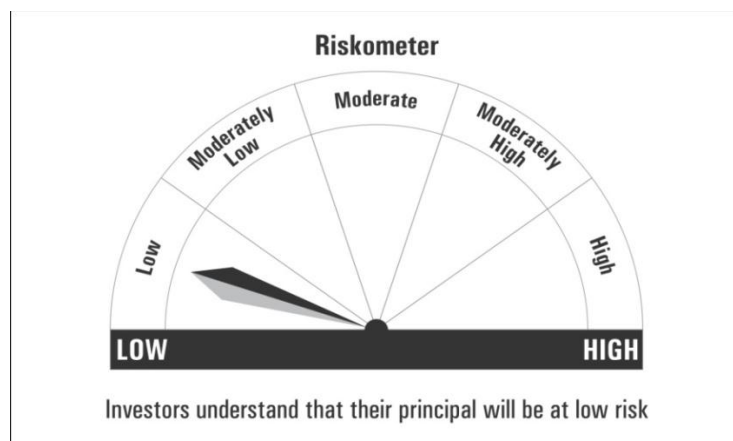 Riskometer
Moderately
Low
Moderate
Moderately
High
Low
High
LOW
HIGH
Investors understand that their principal will be at low risk